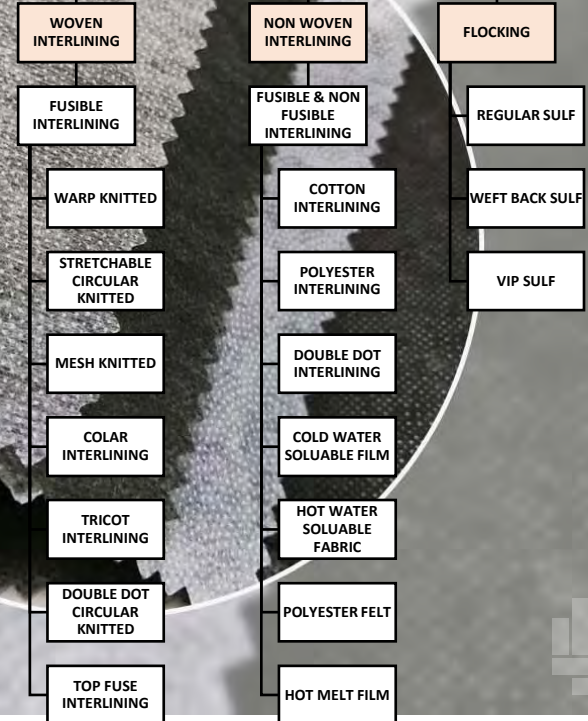 WOVEN
INTERLINING
FUSIBLE
INTERLINING
WARP KNITTED
STRETCHABLE
CIRCULAR
KNITTED
MESH KNITTED
COLAR
INTERLINING
TRICOT
INTERLINING
DOUBLE DOT
CIRCULAR
KNITTED
TOP FUSE
INTERLINING
NON WOVEN
INTERLINING
FUSIBLE & NON
FUSIBLE
INTERLINING
COTTON
INTERLINING
POLYESTER
INTERLINING
DOUBLE DOT
INTERLINING
COLD WATER
SOLUABLE FILM
HOT WATER
SOLUABLE
FABRIC
POLYESTER FELT
HOT MELT FILM
FLOCKING
REGULAR SULF
WEFT BACK SULF
VIP SULF